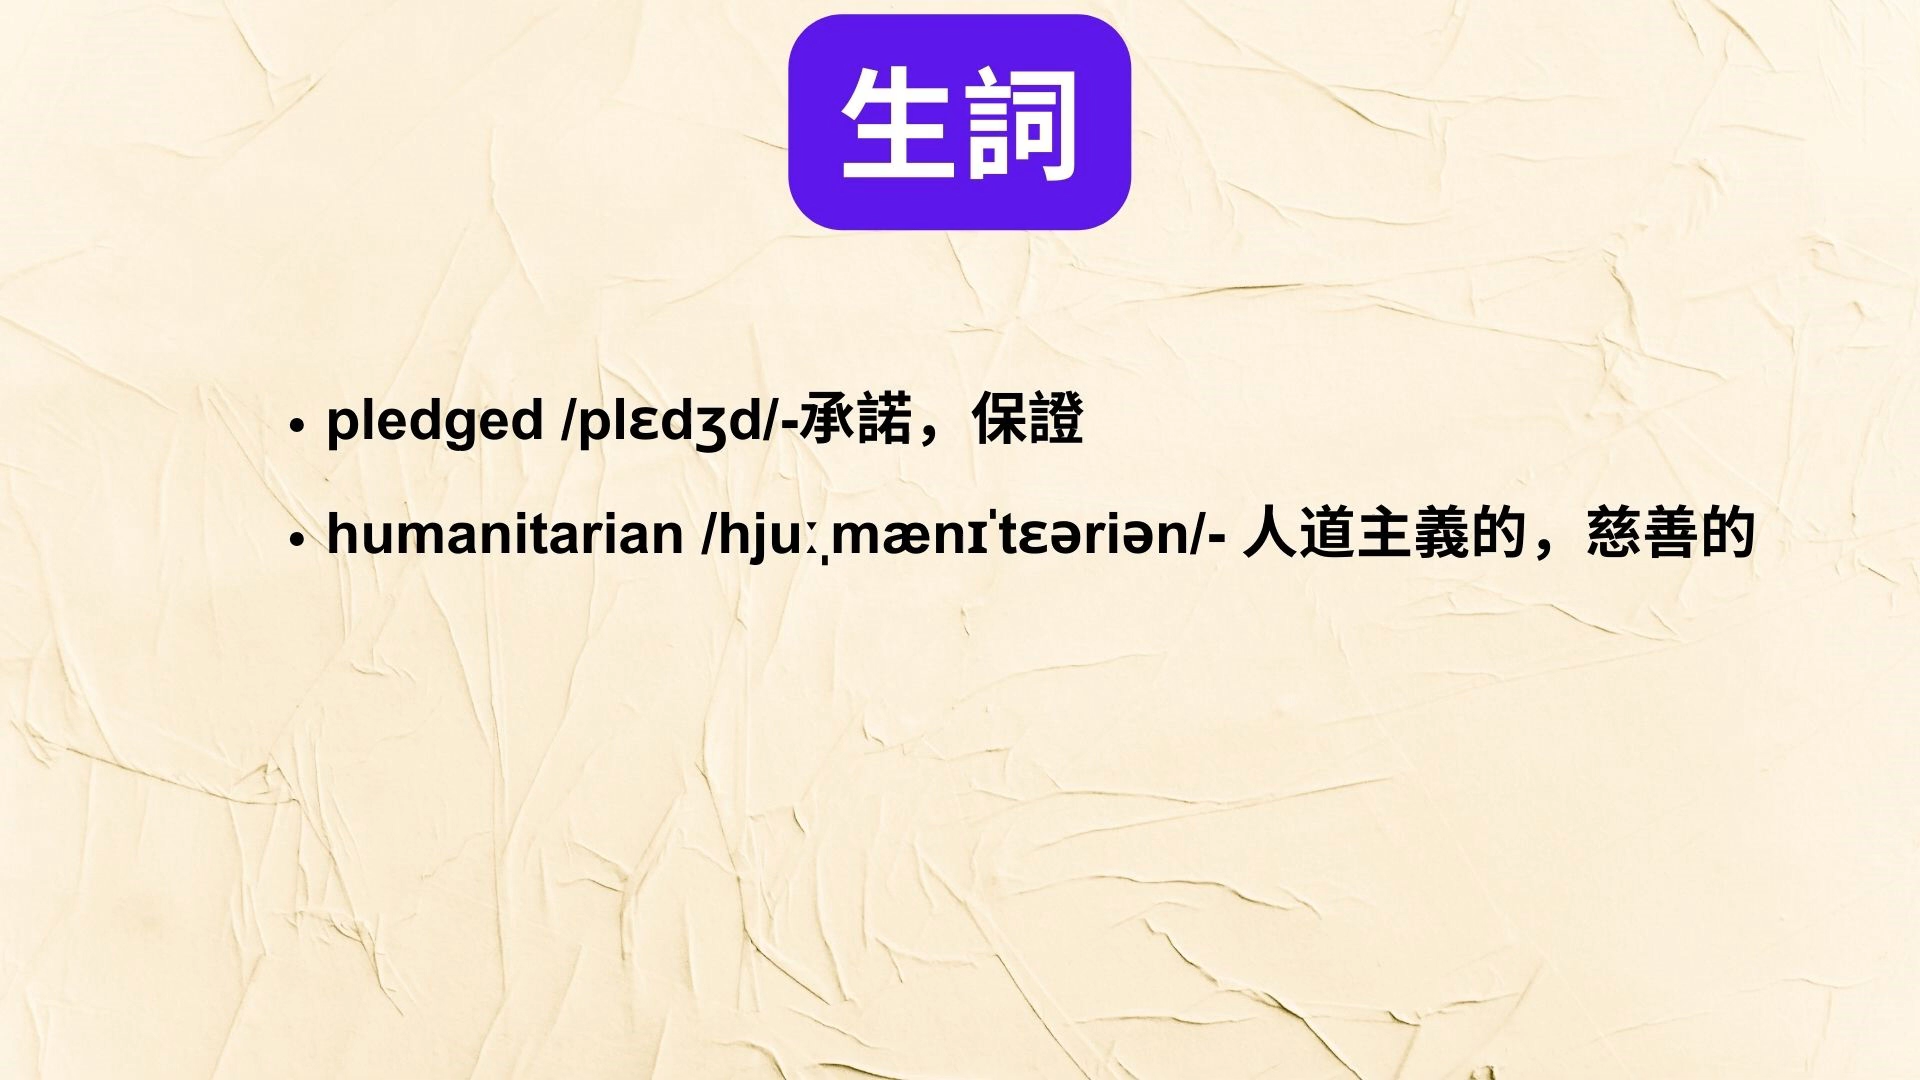 生詞
• pledged /plɛdʒd/-承諾，保證
• humanitarian /hjuːˌmænɪˈtɛəriən/- 人道主義的，慈善的